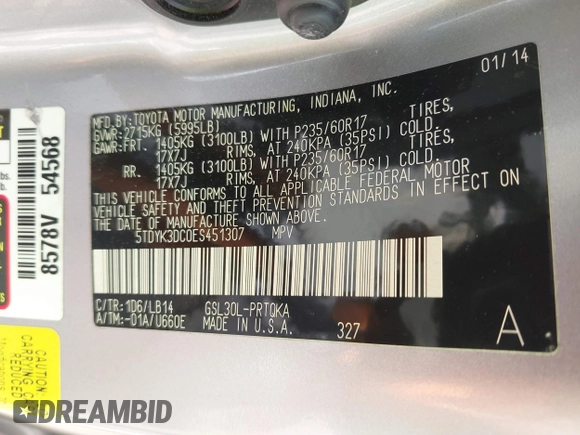 01/14
MFD. BY: TOYOTA MOTOR MANUFACTURING, INDIANA, INC.
GVWR: 2715KG (5995LB)
GAWR: FRT. 1405KG (3100LB) WITH P235/60R17 TIRES,
17X7J RIMS, AT 240KPA (35PSI) COLD.
RR. 1405KG (3100LB) WITH P235/60R17 TIRES,
17X7J RIMS, AT 240KPA (35PSI) COLD.
THIS VEHICLE CONFORMS TO ALL APPLICABLE FEDERAL MOTOR
VEHICLE SAFETY AND THEFT PREVENTION STANDARDS IN EFFECT ON
THE DATE OF MANUFACTURE SHOWN ABOVE.
5TDYK3DC0ES451307 MPV
C/TR: 1D6/LB14 GSL30L-PRTQKA
A/TM: -01A/U660E MADE IN U.S.A. 327
A
8578V 54568
CAUTION
CARRYING
REDUCED
DREAMBID